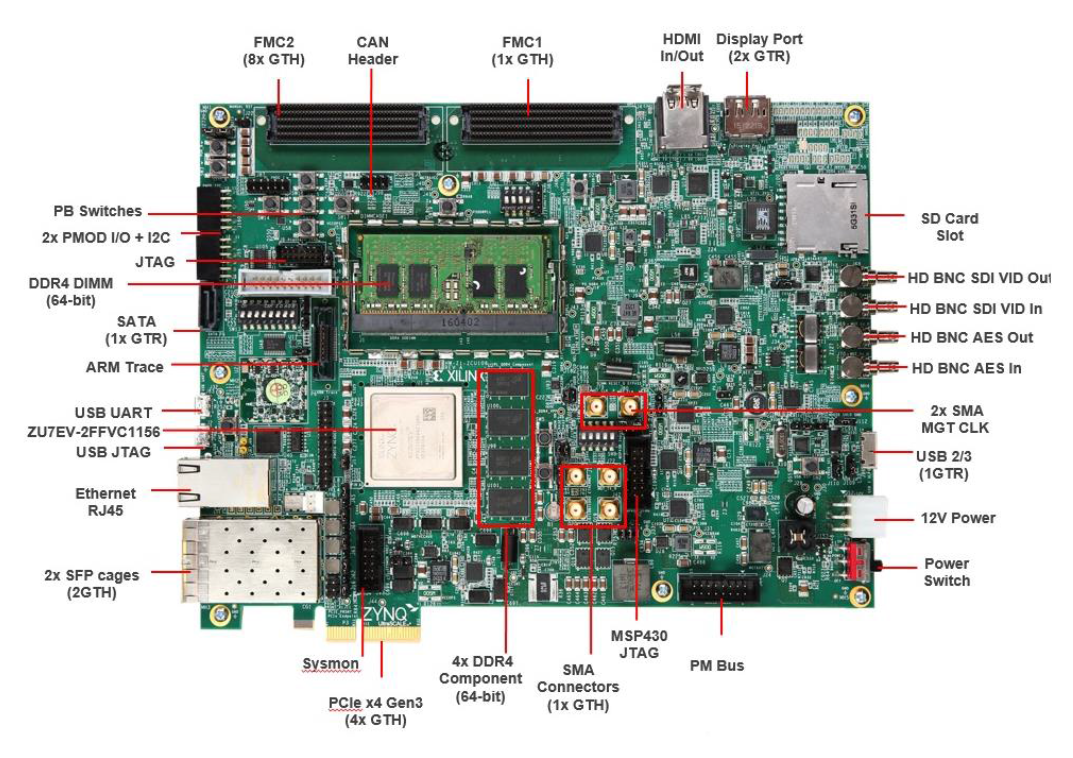 FMC2
(8x GTH)
CAN
Header
FMC1
(1x GTH)
HDMI
In/Out
Display Port
(2x GTR)
PB Switches
2x PMOD I/O + I2C
JTAG
DDR4 DIMM
(64-bit)
SATA
(1x GTR)
ARM Trace
USB UART
ZU7EV-2FFVC1156
USB JTAG
Ethernet
RJ45
2x SFP cages
(2GTH)
SD Card
Slot
HD BNC SDI VID Out
HD BNC SDI VID In
HD BNC AES Out
HD BNC AES In
2x SMA
MGT CLK
USB 2/3
(1GTR)
12V Power
Power
Switch
160402
XILIN
ZYNQ
ZYNQ
UltraSCALE+
Sysmon
PCIe x4 Gen3
(4x GTH)
4x DDR4
Component
(64-bit)
SMA
Connectors
(1x GTH)
MSP430
JTAG
PM Bus